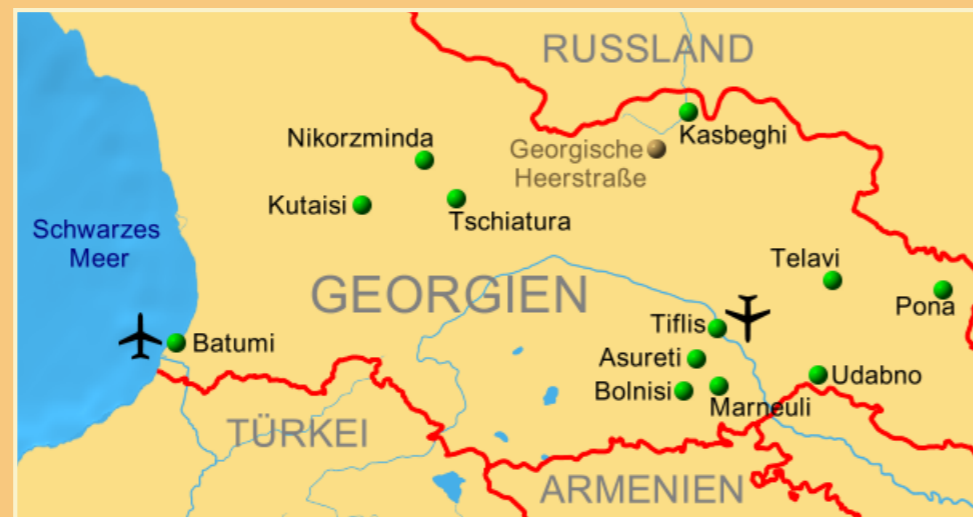 RUSSLAND
Nikorzminda
Kasbeghi
Georgische
Heerstraße
Kutaisi
Tschiatura
Schwarzes
Meer
Telavi
GEORGIEN
Pona
Tiflis
Batumi
Asureti
Udabno
Bolnisi
Marneuli
TÜRKEI
ARMENIEN